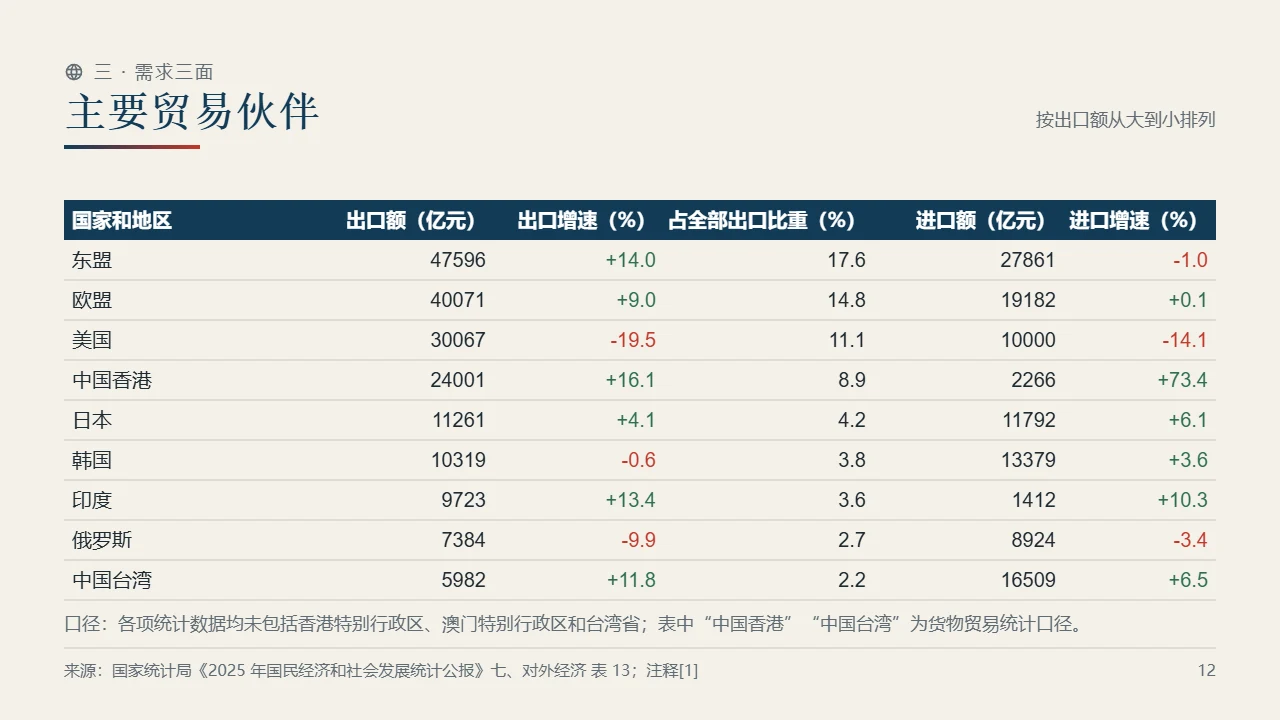 三 · 需求三面
主要贸易伙伴
按出口额从大到小排列
国家和地区 出口额（亿元） 出口增速（%） 占全部出口比重（%） 进口额（亿元） 进口增速（%）
东盟 47596 +14.0 17.6 27861 -1.0
欧盟 40071 +9.0 14.8 19182 +0.1
美国 30067 -19.5 11.1 10000 -14.1
中国香港 24001 +16.1 8.9 2266 +73.4
日本 11261 +4.1 4.2 11792 +6.1
韩国 10319 -0.6 3.8 13379 +3.6
印度 9723 +13.4 3.6 1412 +10.3
俄罗斯 7384 -9.9 2.7 8924 -3.4
中国台湾 5982 +11.8 2.2 16509 +6.5
口径：各项统计数据均未包括香港特别行政区、澳门特别行政区和台湾省；表中“中国香港”“中国台湾”为货物贸易统计口径。
来源：国家统计局《2025 年国民经济和社会发展统计公报》七、对外经济 表 13；注释[1]
12